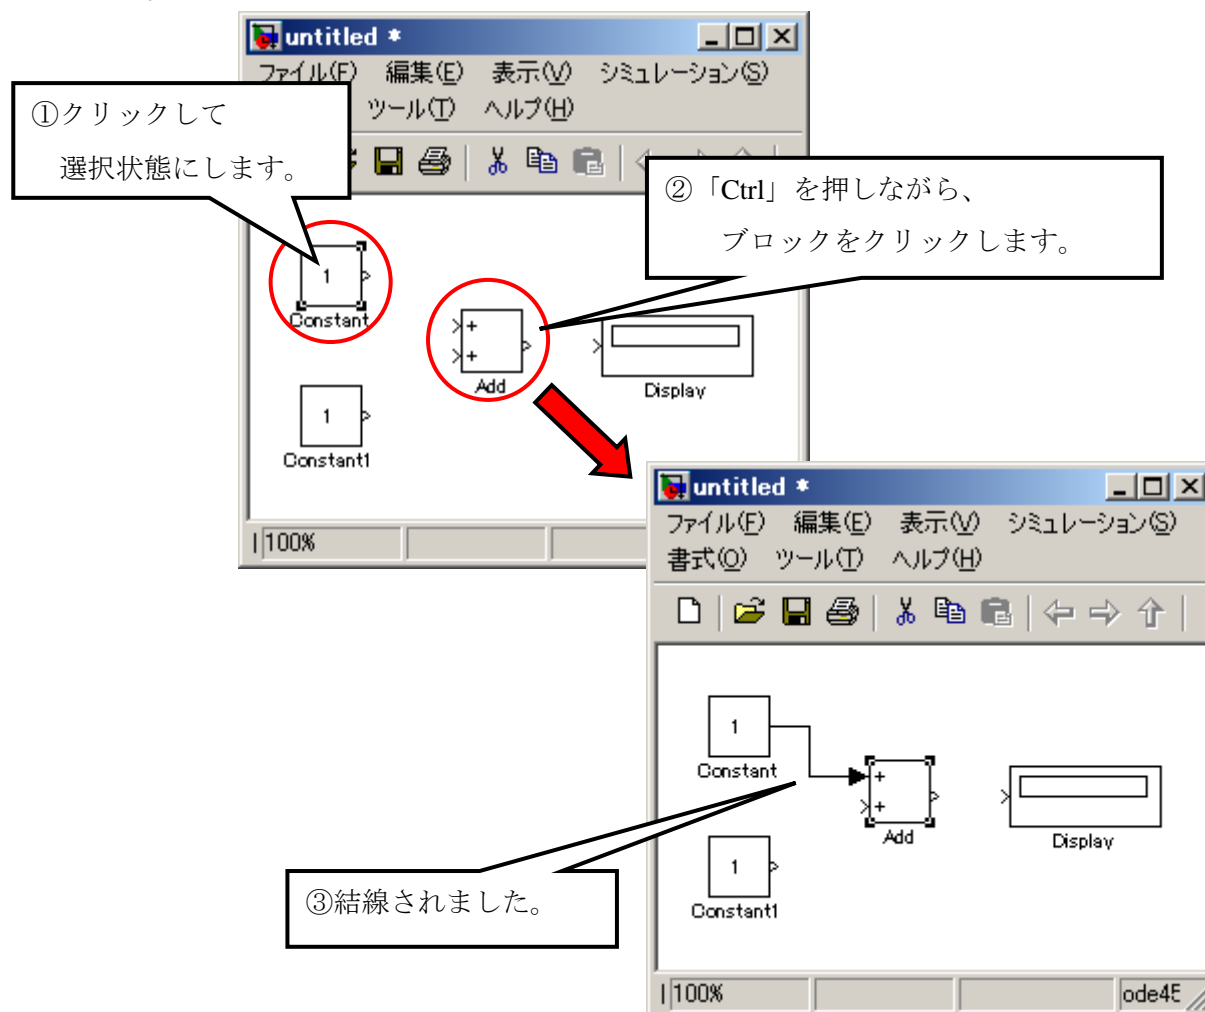 untitled *
ファイル(F) 編集(E) 表示(V) シミュレーション(S)
ツール(T) ヘルプ(H)
①クリックして
選択状態にします。
②「Ctrl」を押しながら、
ブロックをクリックします。
1
Constant
+
+
Add
Display
1
Constant1
100%
untitled *
ファイル(F) 編集(E) 表示(V) シミュレーション(S)
書式(O) ツール(T) ヘルプ(H)
1
Constant
+
+
Add
Display
1
Constant1
③結線されました。
100%
ode45